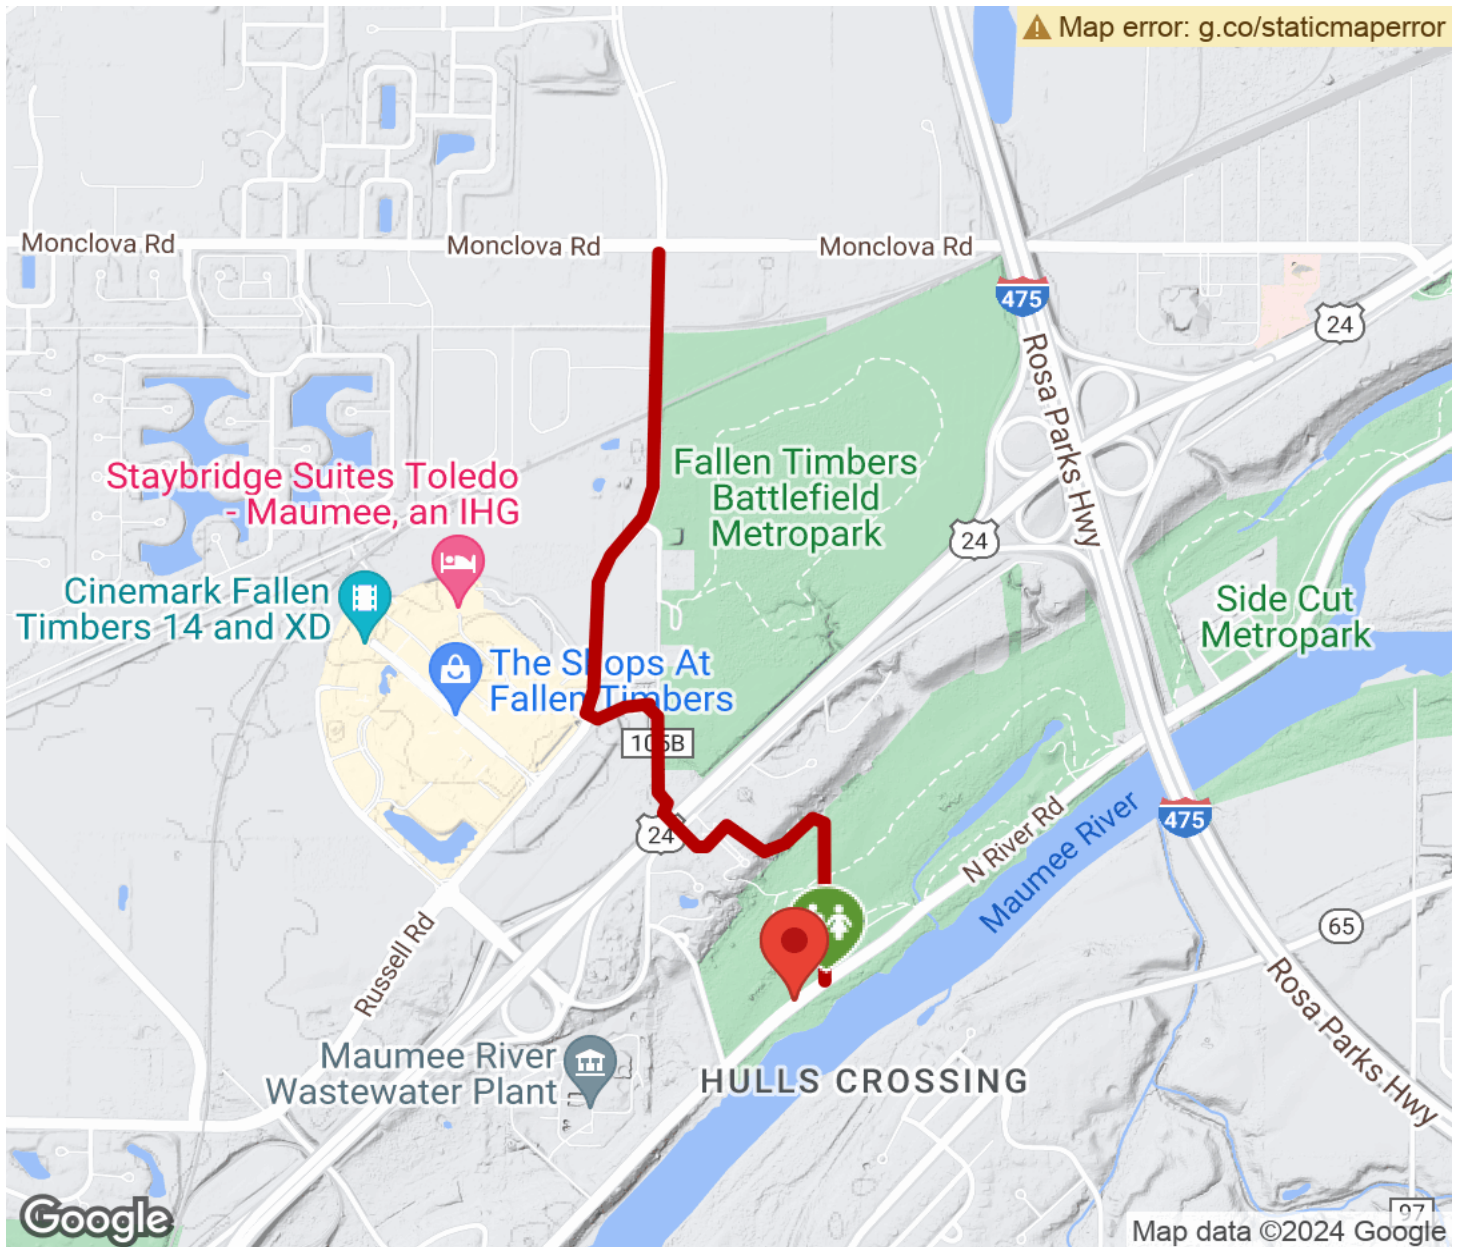 Map error: g.co/staticmaperror
Monclova Rd
Monclova Rd
Monclova Rd
475
24
Rosa Parks Hwy
Fallen Timbers
Battlefield
Metropark
Staybridge Suites Toledo
- Maumee, an IHG
24
Cinemark Fallen
Timbers 14 and XD
Side Cut
Metropark
The Shops At
Fallen Timbers
105B
24
475
N River Rd
Maumee River
65
Russell Rd
Rosa Parks Hwy
Maumee River
Wastewater Plant
HULLS CROSSING
97
Google
Map data ©2024 Google